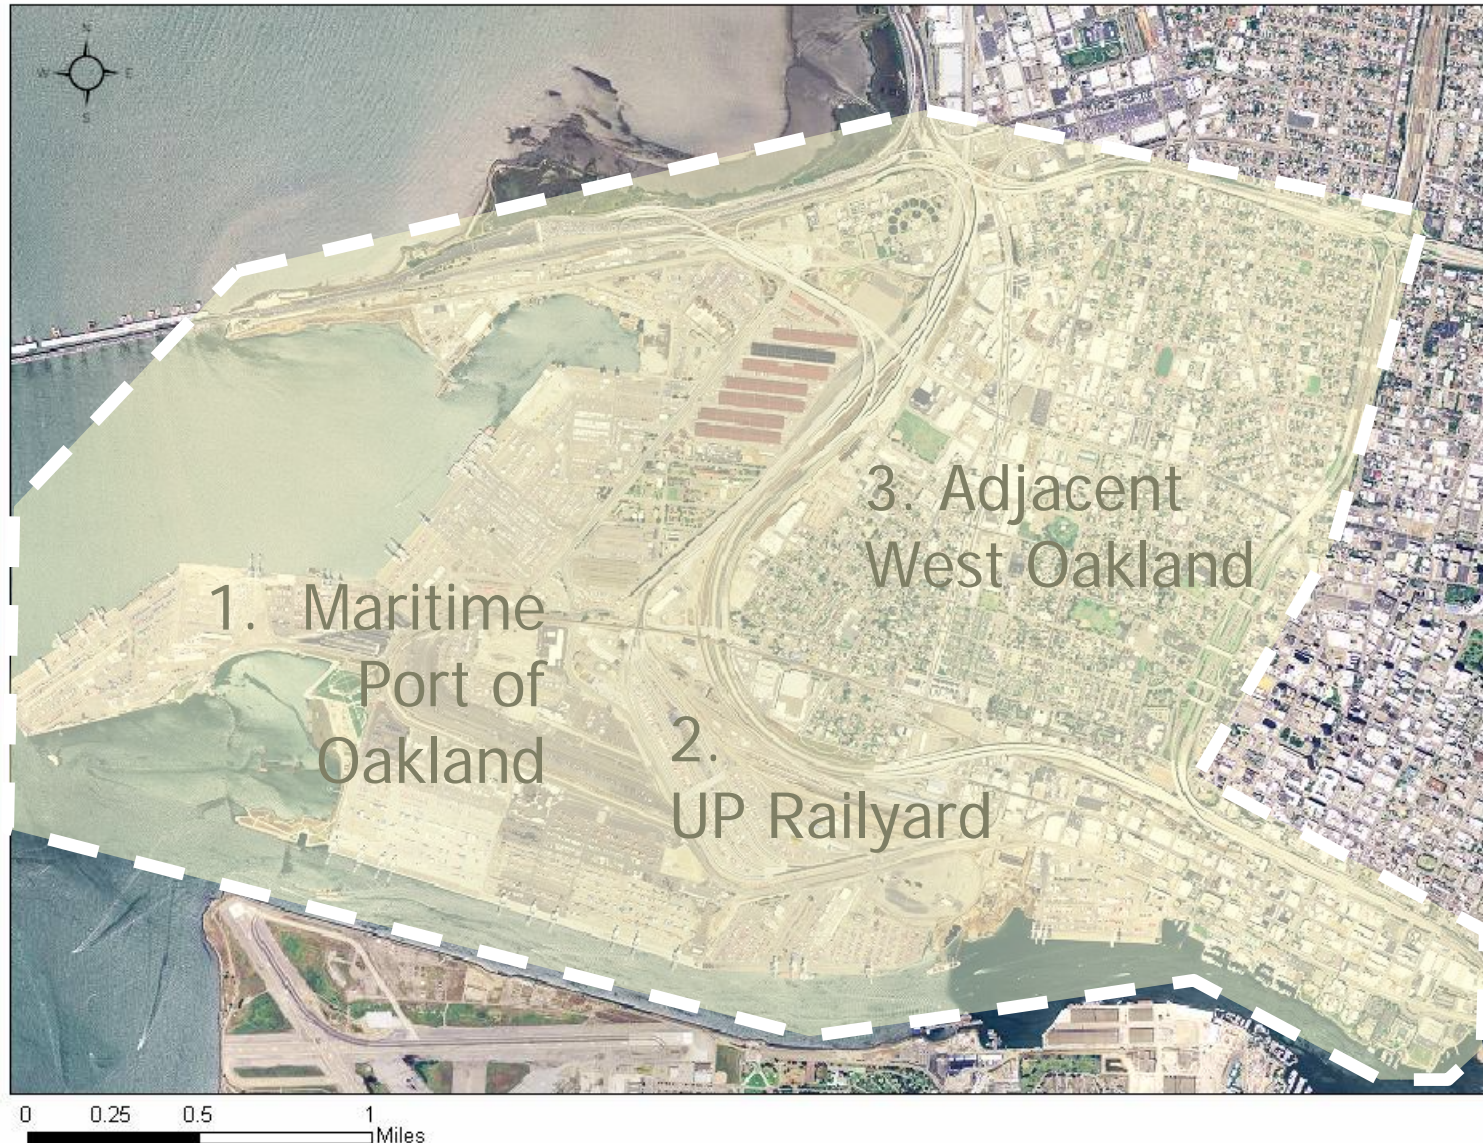 N
W E
S
3. Adjacent
West Oakland
1. Maritime
Port of
Oakland
2.
UP Railyard
0 0.25 0.5 1
Miles